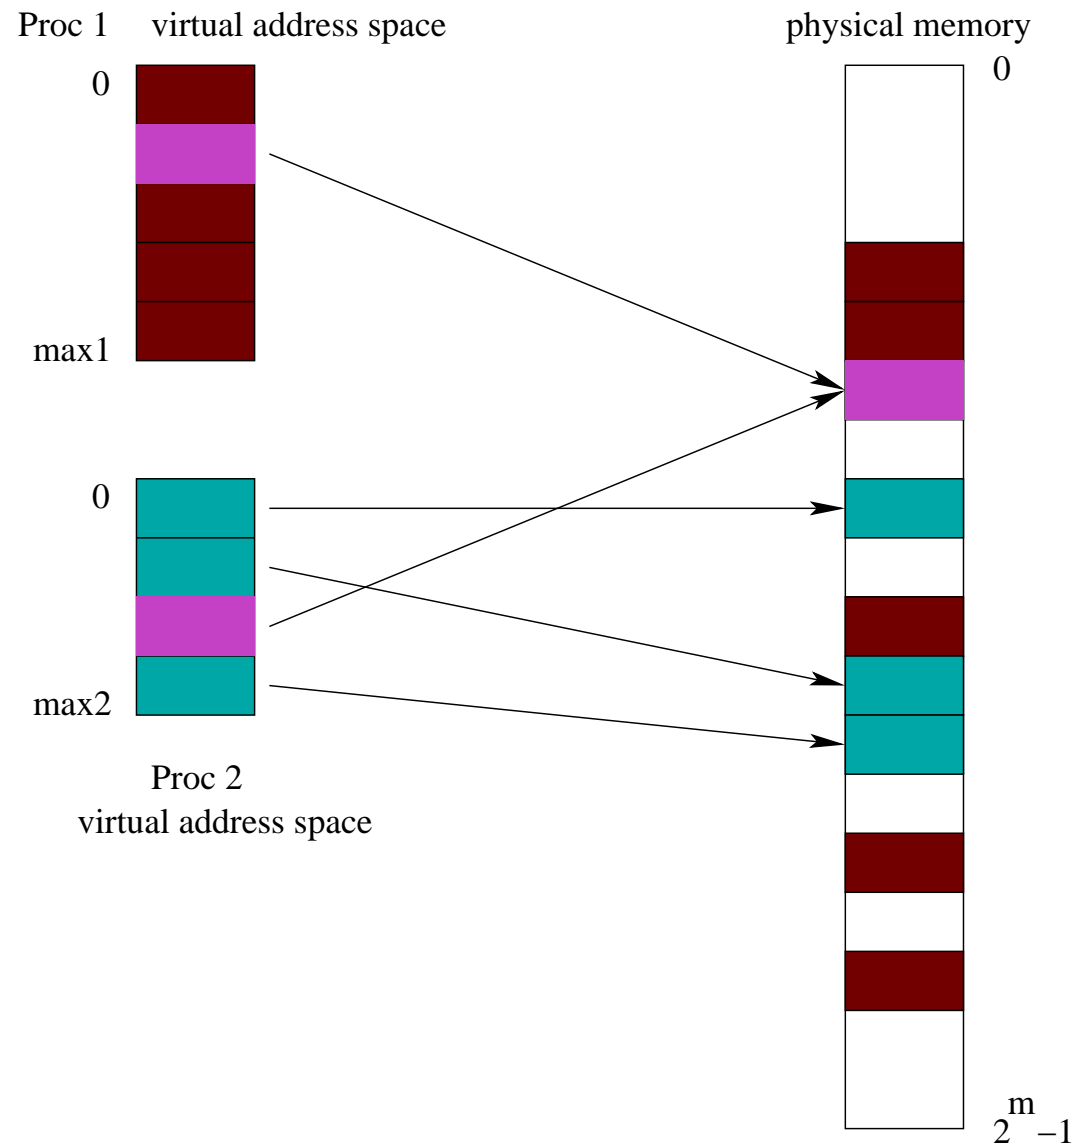 Proc 1 virtual address space
physical memory
0
0
max1
0
max2
Proc 2
virtual address space
m
2 −1